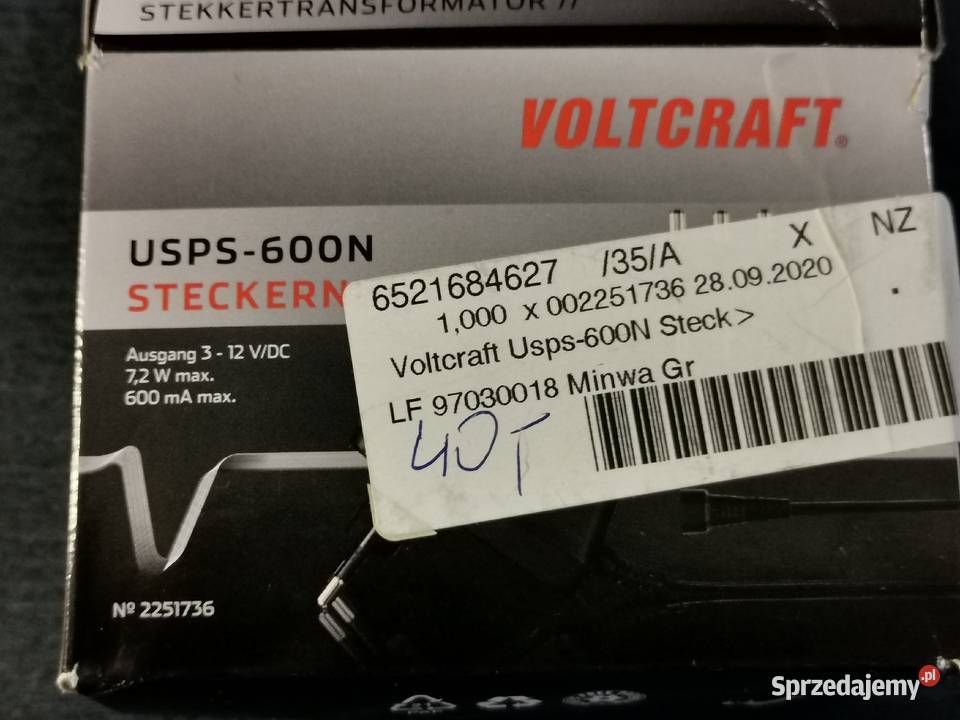 STEKKERTRANSFORMATOR //
VOLTCRAFT®
USPS-600N
STECKERN
Ausgang 3 - 12 V/DC
7,2 W max.
600 mA max.
6521684627 /35/A X NZ
1,000 x 002251736 28.09.2020
Voltcraft Usps-600N Steck>
LF 97030018 Minwa Gr
40T
Nº 2251736
Sprzedajemy.pl